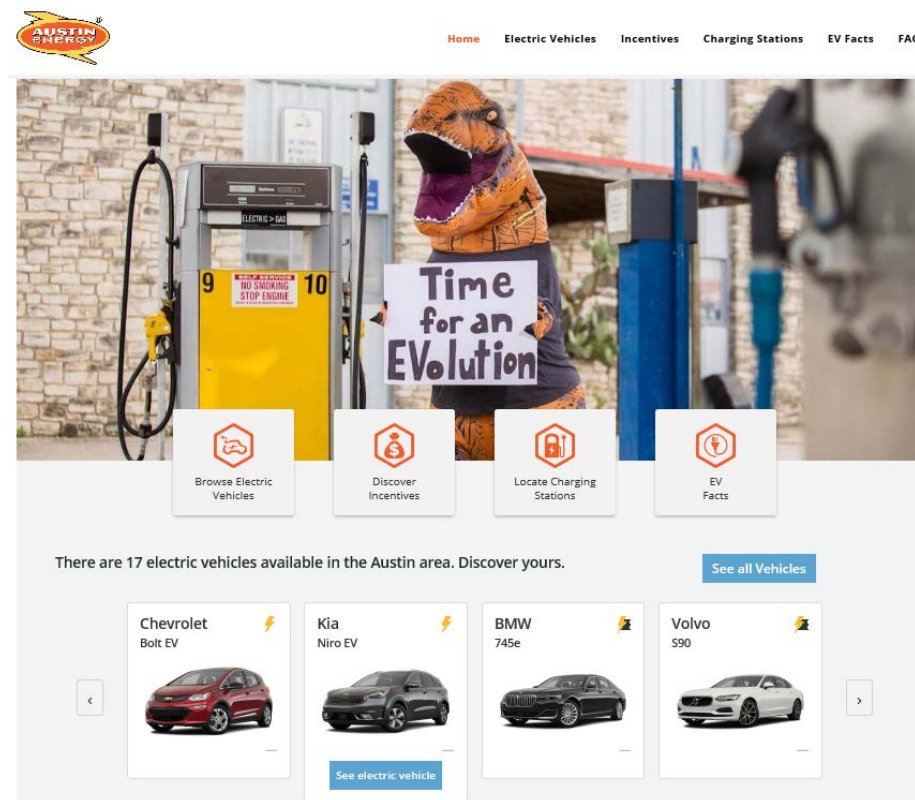 AUSTIN
ENERGY
Home Electric Vehicles Incentives Charging Stations EV Facts FAQ
ELECTRIC > GAS
9 10
SELF SERVICE
NO SMOKING
STOP ENGINE
Time
for an
EVolution
Browse Electric
Vehicles
Discover
Incentives
Locate Charging
Stations
EV
Facts
There are 17 electric vehicles available in the Austin area. Discover yours.
See all Vehicles
Chevrolet
Bolt EV
Kia
Niro EV
BMW
745e
Volvo
S90
‹
›
See electric vehicle